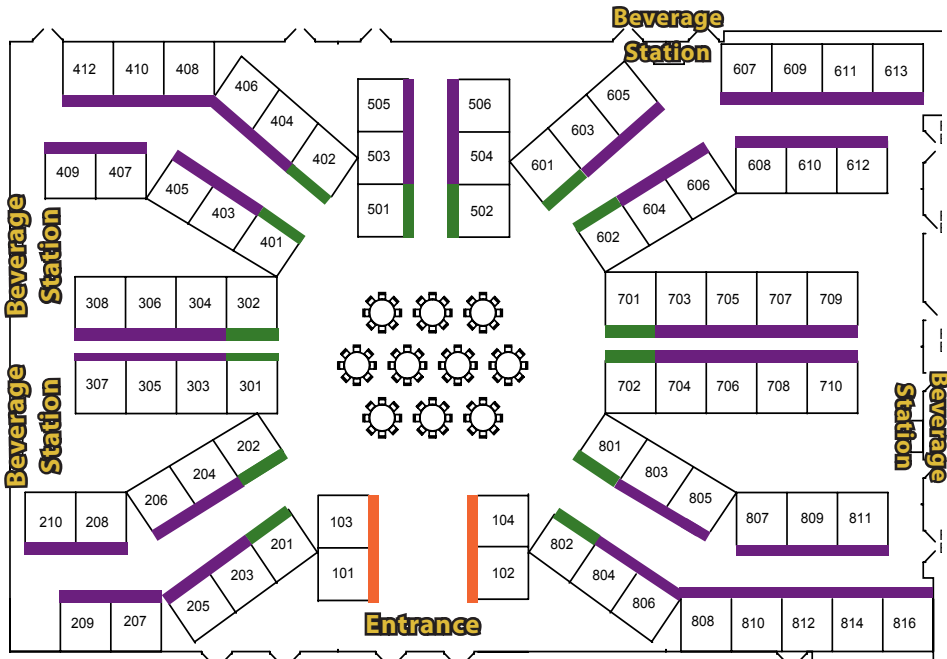 Beverage
Station
412 410 408
406
404
402
505
503
501
506
504
502
605
603
601
607 609 611 613
409 407
405
403
401
608 610 612
606
604
602
Beverage
Station
308 306 304 302
701 703 705 707 709
307 305 303 301
702 704 706 708 710
Beverage
Station
Beverage
Station
202
204
206
210 208
801
803
805
807 809 811
103
101
104
102
201
203
205
209 207
802
804
806
808 810 812 814 816
Entrance